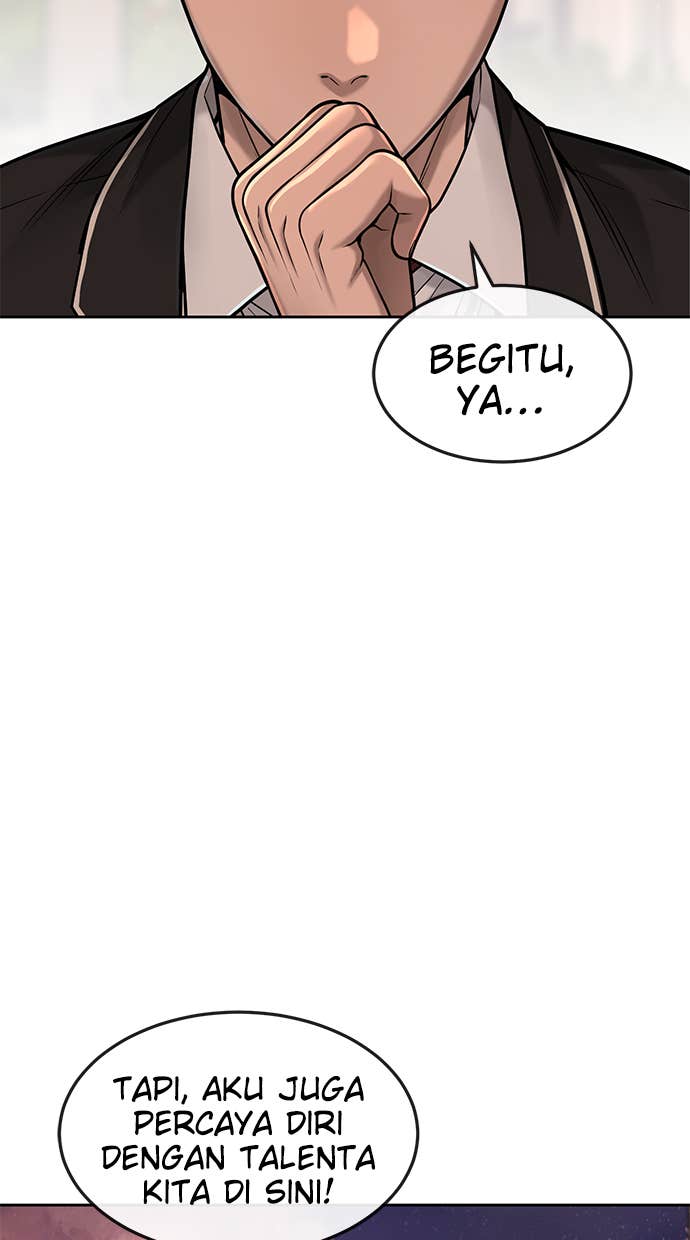 BEGITU,
YA...
TAPI, AKU JUGA
PERCAYA DIRI
DENGAN TALENTA
KITA DI SINI!